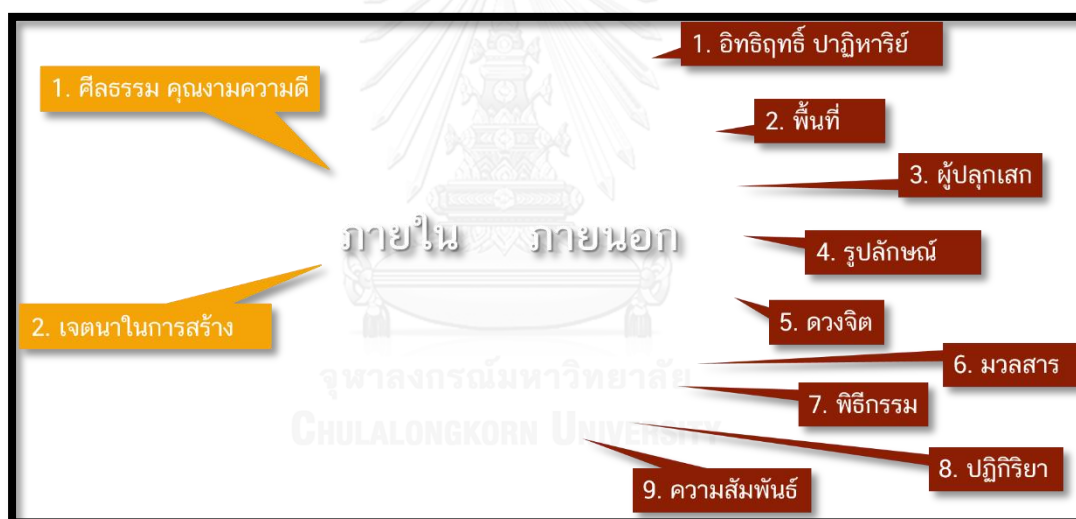 1. อิทธิฤทธิ์ ปาฏิหาริย์
1. ศีลธรรม คุณงามความดี
2. พื้นที่
3. ผู้ปลุกเสก
ภายใน ภายนอก
4. รูปลักษณ์
2. เจตนาในการสร้าง
5. ดวงจิต
6. มวลสาร
จุฬาลงกรณ์มหาวิทยาลัย
7. พิธีกรรม
CHULALONGKORN UNIVERSITY
8. ปฏิกิริยา
9. ความสัมพันธ์